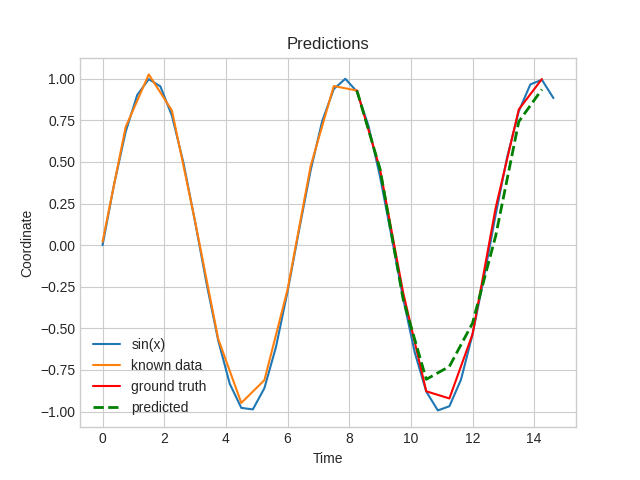 Predictions
1.00
0.75
0.50
0.25
0.00
−0.25
−0.50
−0.75
−1.00
Coordinate
sin(x)
known data
ground truth
predicted
0 2 4 6 8 10 12 14
Time